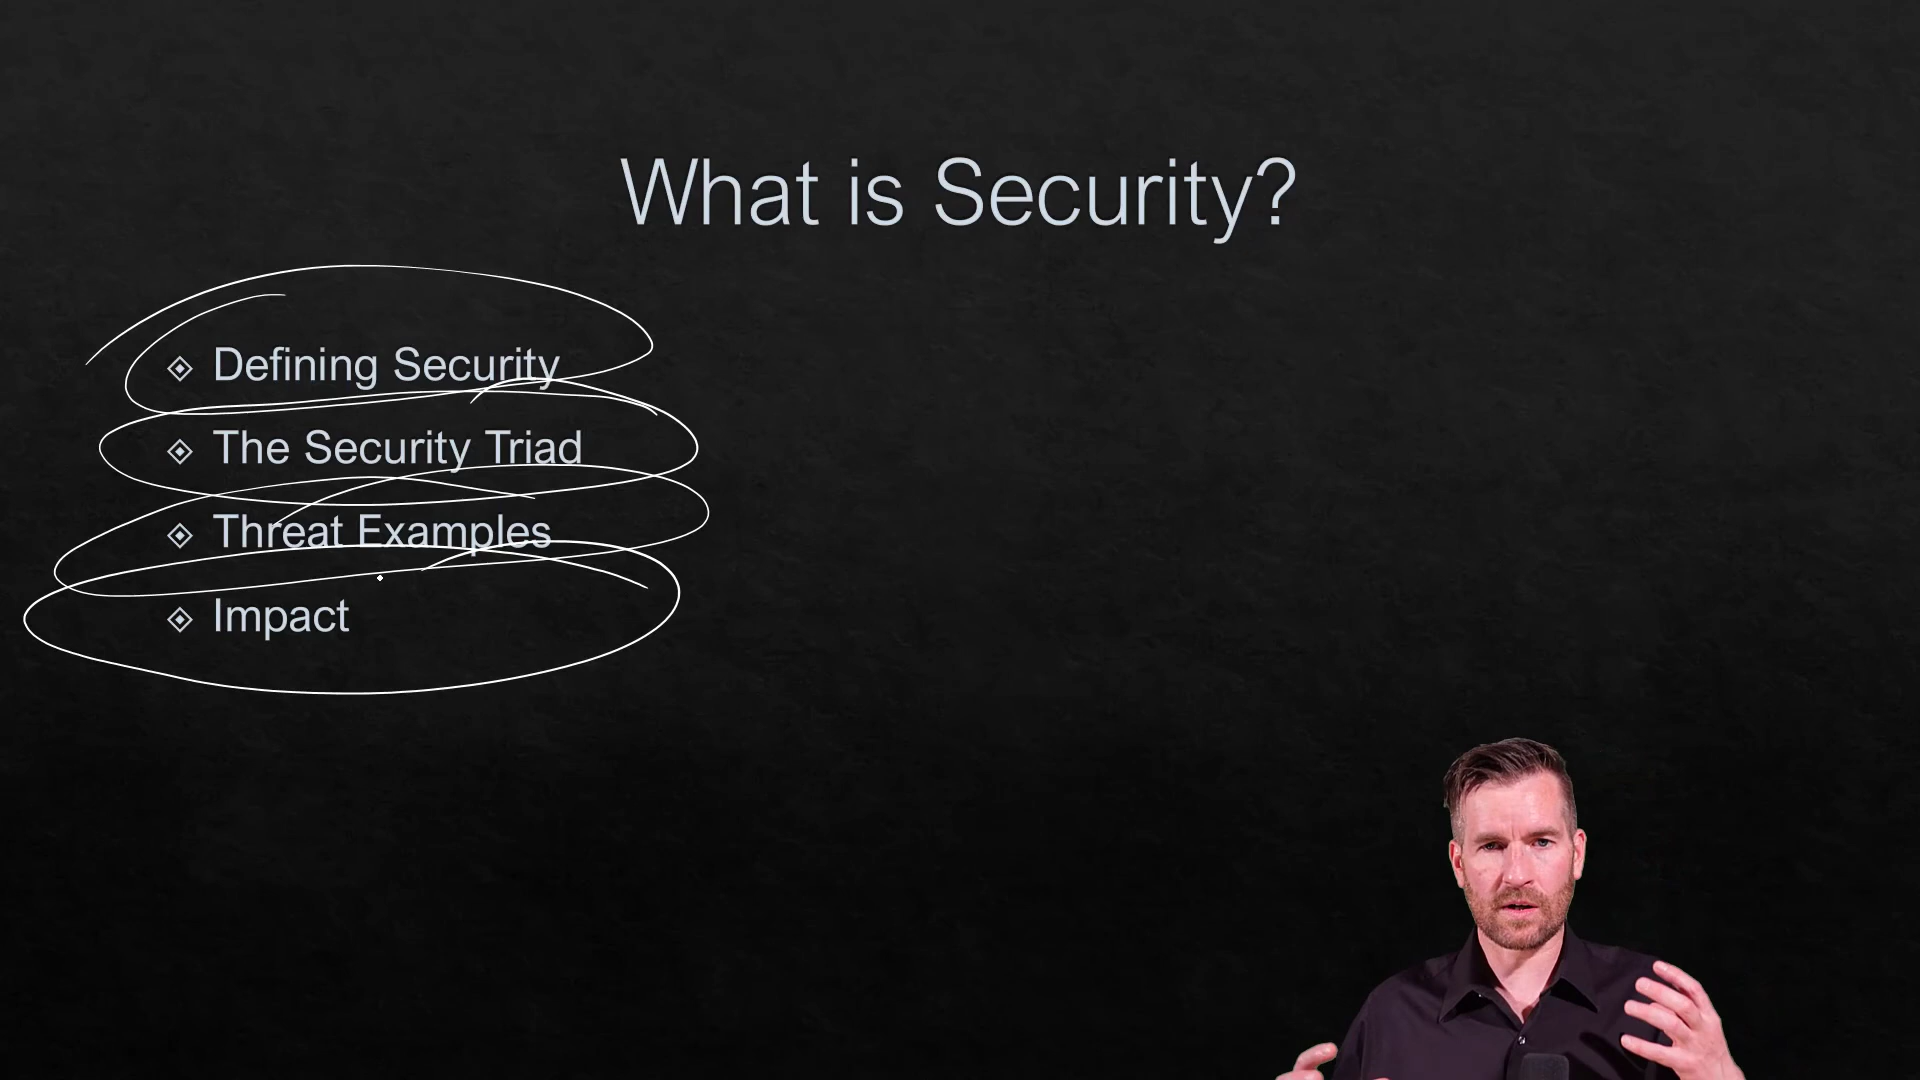 What is Security?
Defining Security
The Security Triad
Threat Examples
Impact